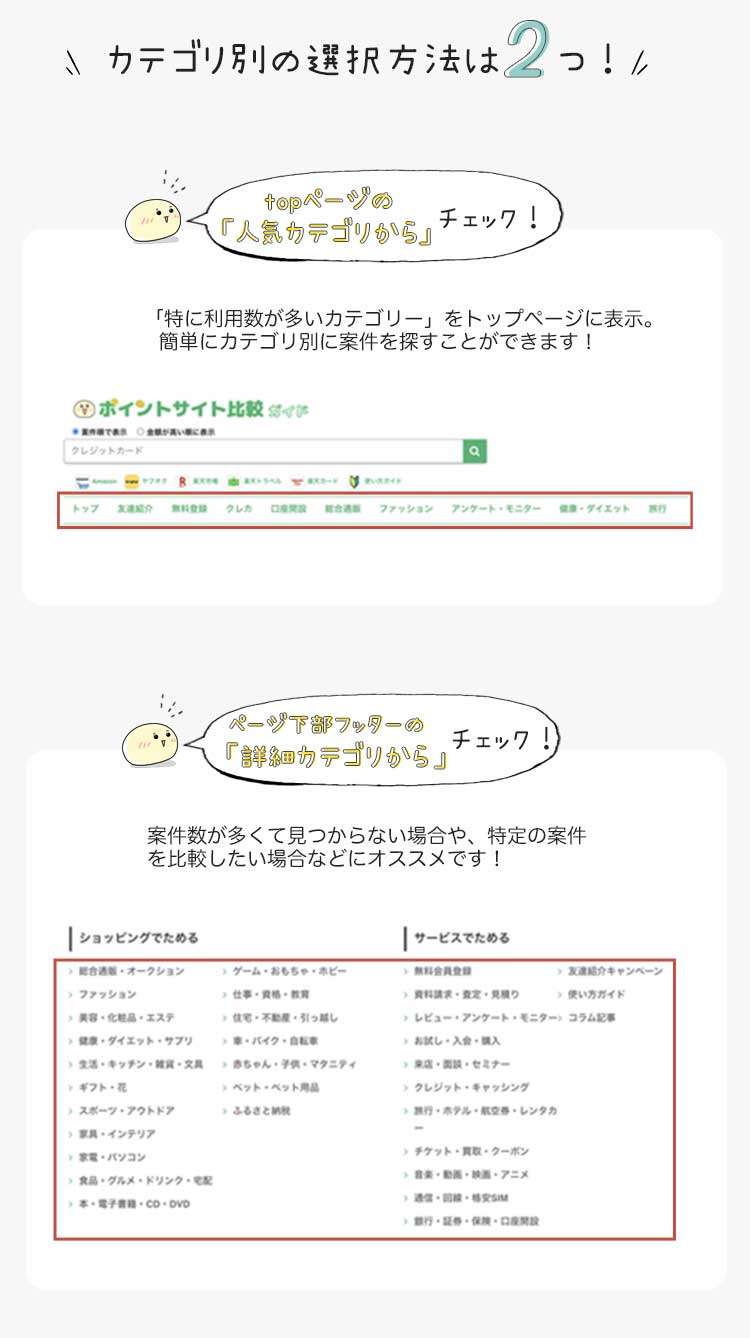 カテゴリ別の選択方法は2つ！
topページの
「人気カテゴリから」チェック！
「特に利用数が多いカテゴリー」をトップページに表示。
簡単にカテゴリ別に案件を探すことができます！
ポイントサイト比較 ガイド
案件順で表示 金額が高い順に表示
クレジットカード
Amazon ヤフオク 楽天市場 楽天トラベル 楽天カード 使い方ガイド
トップ 友達紹介 無料登録 クレカ 口座開設 総合通販 ファッション アンケート・モニター 健康・ダイエット 旅行
ページ下部フッターの
「詳細カテゴリから」チェック！
案件数が多くて見つからない場合や、特定の案件
を比較したい場合などにオススメです！
ショッピングでためる
› 総合通販・オークション
› ファッション
› 美容・化粧品・エステ
› 健康・ダイエット・サプリ
› 生活・キッチン・雑貨・文具
› ギフト・花
› スポーツ・アウトドア
› 家具・インテリア
› 家電・パソコン
› 食品・グルメ・ドリンク・宅配
› 本・電子書籍・CD・DVD
› ゲーム・おもちゃ・ホビー
› 仕事・資格・教育
› 住宅・不動産・引っ越し
› 車・バイク・自転車
› 赤ちゃん・子供・マタニティ
› ペット・ペット用品
› ふるさと納税
サービスでためる
› 無料会員登録
› 資料請求・査定・見積り
› レビュー・アンケート・モニター
› お試し・入会・購入
› 来店・面談・セミナー
› クレジット・キャッシング
› 旅行・ホテル・航空券・レンタカ
ー
› チケット・買取・クーポン
› 音楽・動画・映画・アニメ
› 通信・回線・格安SIM
› 銀行・証券・保険・口座開設
› 友達紹介キャンペーン
› 使い方ガイド
› コラム記事